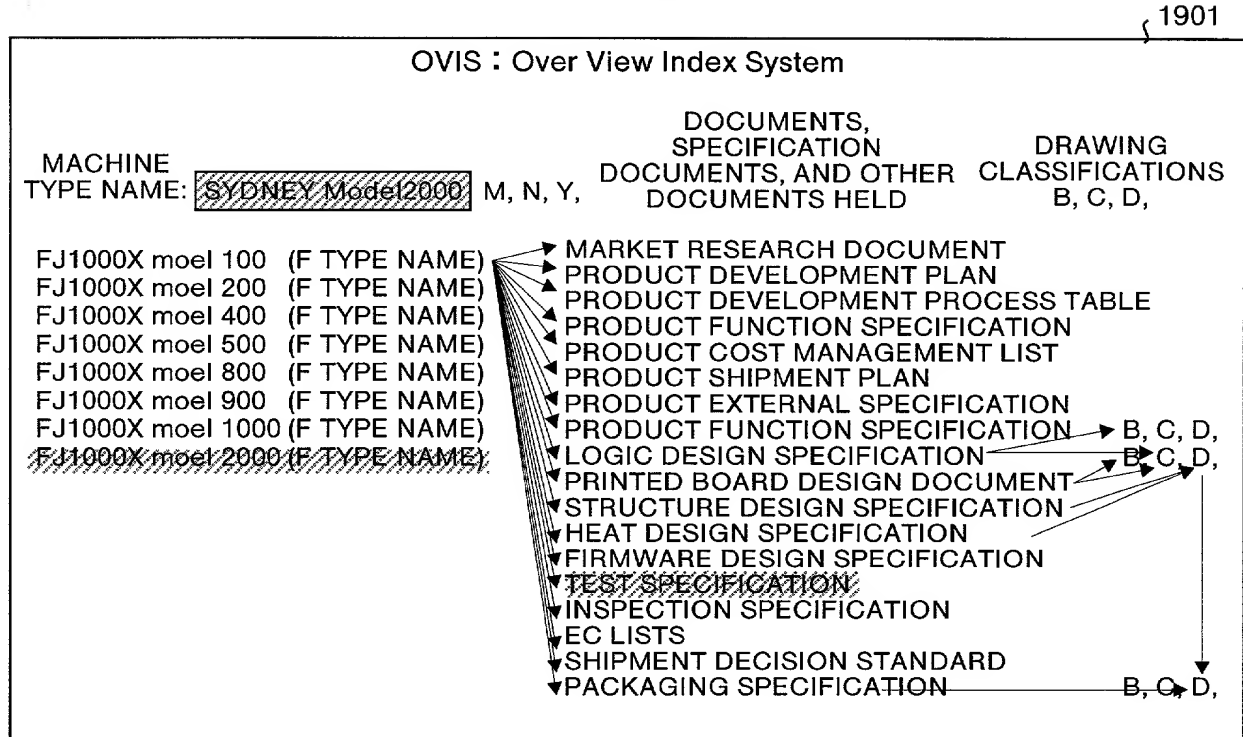 1901
OVIS : Over View Index System
MACHINE
TYPE NAME: SYDNEY Model2000 M, N, Y,
DOCUMENTS,
SPECIFICATION
DOCUMENTS, AND OTHER
DOCUMENTS HELD
DRAWING
CLASSIFICATIONS
B, C, D,
FJ1000X moel 100 (F TYPE NAME)
FJ1000X moel 200 (F TYPE NAME)
FJ1000X moel 400 (F TYPE NAME)
FJ1000X moel 500 (F TYPE NAME)
FJ1000X moel 800 (F TYPE NAME)
FJ1000X moel 900 (F TYPE NAME)
FJ1000X moel 1000 (F TYPE NAME)
FJ1000X moel 2000 (F TYPE NAME)
MARKET RESEARCH DOCUMENT
PRODUCT DEVELOPMENT PLAN
PRODUCT DEVELOPMENT PROCESS TABLE
PRODUCT FUNCTION SPECIFICATION
PRODUCT COST MANAGEMENT LIST
PRODUCT SHIPMENT PLAN
PRODUCT EXTERNAL SPECIFICATION
PRODUCT FUNCTION SPECIFICATION B, C, D,
LOGIC DESIGN SPECIFICATION B, C, D,
PRINTED BOARD DESIGN DOCUMENT
STRUCTURE DESIGN SPECIFICATION
HEAT DESIGN SPECIFICATION
FIRMWARE DESIGN SPECIFICATION
TEST SPECIFICATION
INSPECTION SPECIFICATION
EC LISTS
SHIPMENT DECISION STANDARD
PACKAGING SPECIFICATION B, C, D,